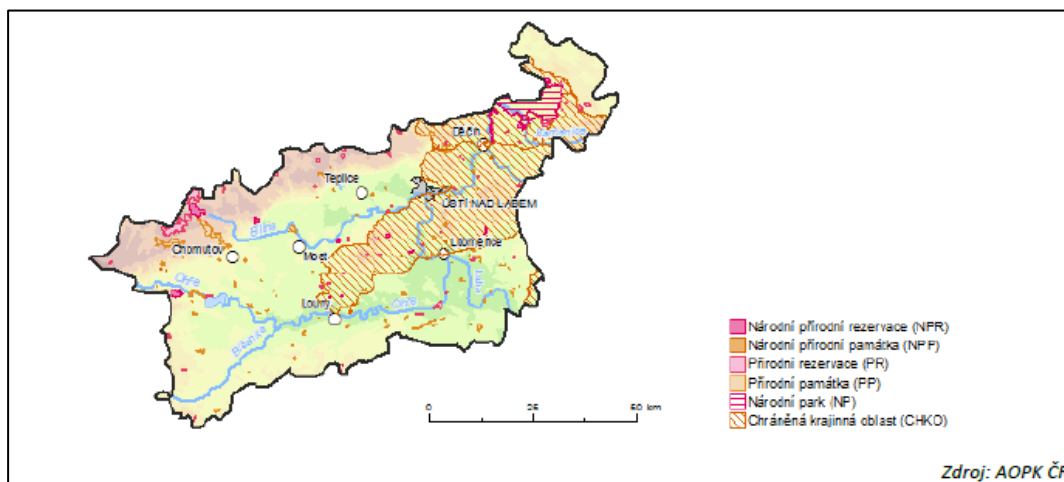 Děčín
Kamenice
Teplice
ÚSTÍ NAD LABEM
Bílina
Litoměřice
Chomutov
Most
Labe
Ohře
Ohře
Louny
Blšanka
Národní přírodní rezervace (NPR)
Národní přírodní památka (NPP)
Přírodní rezervace (PR)
Přírodní památka (PP)
Národní park (NP)
0 25 50 km
Chráněná krajinná oblast (CHKO)
Zdroj: AOPK ČR